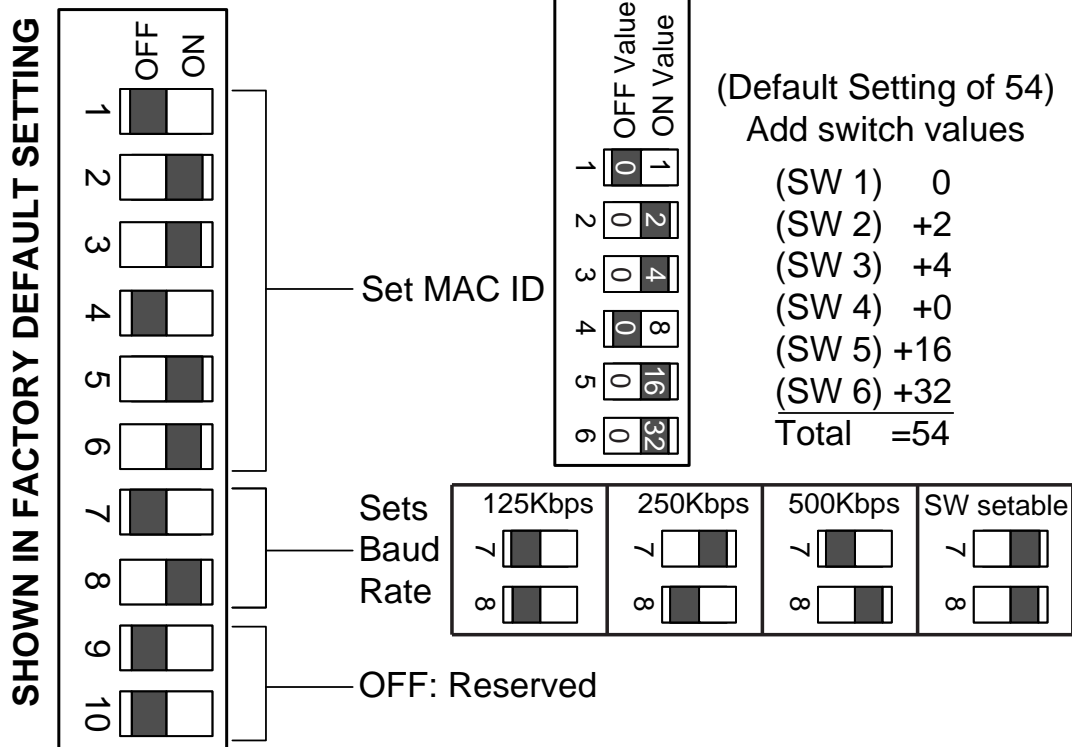 SHOWN IN FACTORY DEFAULT SETTING
OFF
ON
1
2
3
4
5
6
7
8
9
10
Set MAC ID
OFF Value
ON Value
1 0 1
2 0 2
3 0 4
4 0 8
5 0 16
6 0 32
(Default Setting of 54)
Add switch values
(SW 1) 0
(SW 2) +2
(SW 3) +4
(SW 4) +0
(SW 5) +16
(SW 6) +32
Total =54
Sets
Baud
Rate
125Kbps
7
8
250Kbps
7
8
500Kbps
7
8
SW setable
7
8
OFF: Reserved